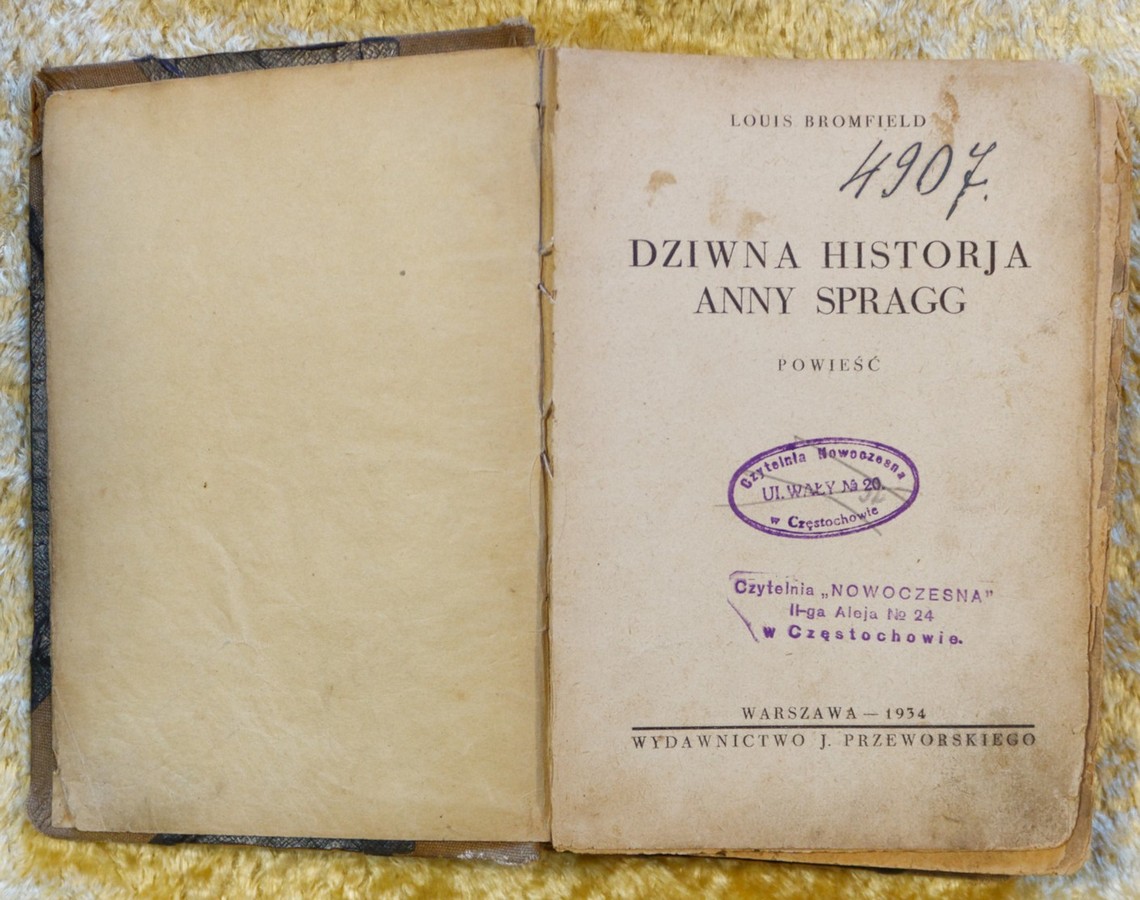 LOUIS BROMFIELD
4907.
DZIWNA HISTORJA
ANNY SPRAGG
POWIEŚĆ
Czytelnia Nowoczesna
Ul. WAŁY № 20.
w Częstochowie
Czytelnia „NOWOCZESNA”
II-ga Aleja № 24
w Częstochowie.
WARSZAWA — 1934
WYDAWNICTWO J. PRZEWORSKIEGO